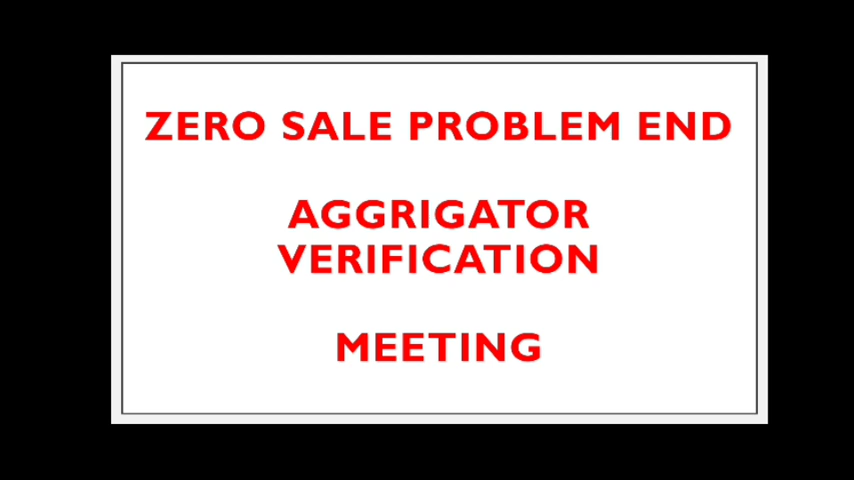 ZERO SALE PROBLEM END
AGGRIGATOR
VERIFICATION
MEETING